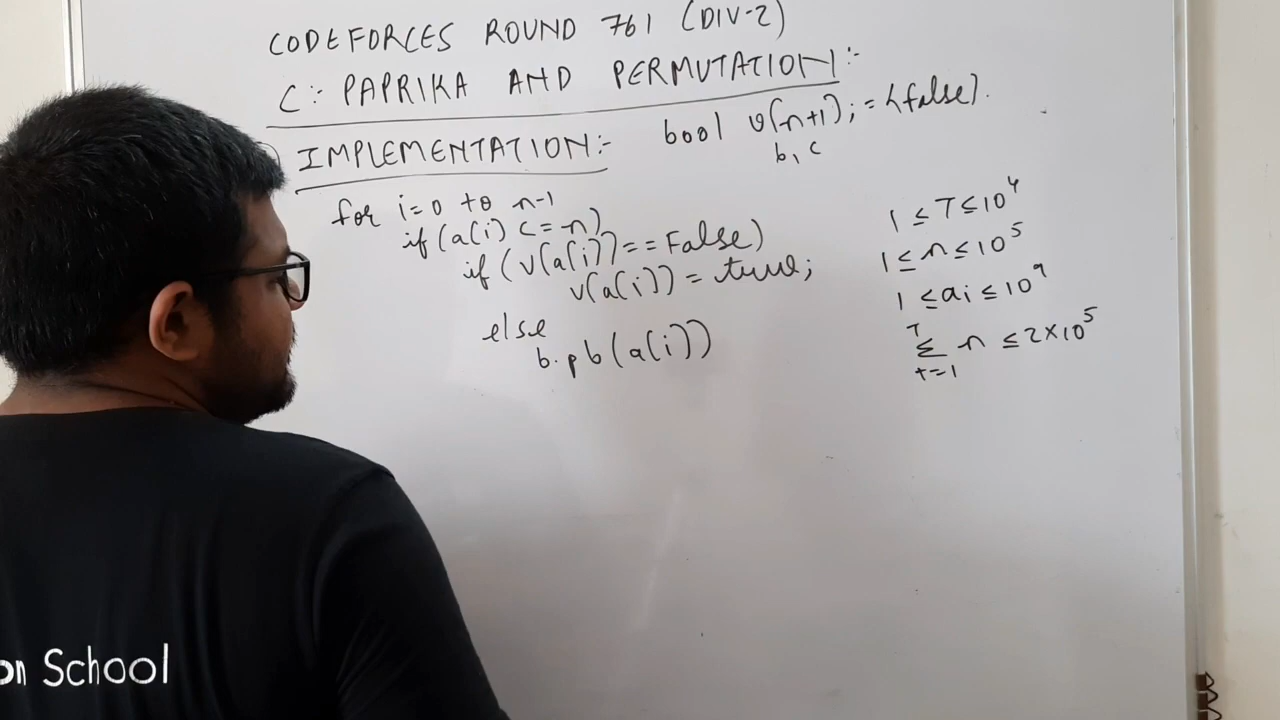 CODEFORCES ROUND 761 (DIV-2)
C:- PAPRIKA AND PERMUTATION:-
IMPLEMENTATION:-
bool v(n+1); = {false}.
b, c
for i=0 to n-1
if (a(i) <= n)
if (v(a(i)) == False)
v(a(i)) = true;
else
b.pb(a(i))
1 ≤ T ≤ 10^4
1 ≤ n ≤ 10^5
1 ≤ ai ≤ 10^9
T
Σ n ≤ 2×10^5
t=1
on School